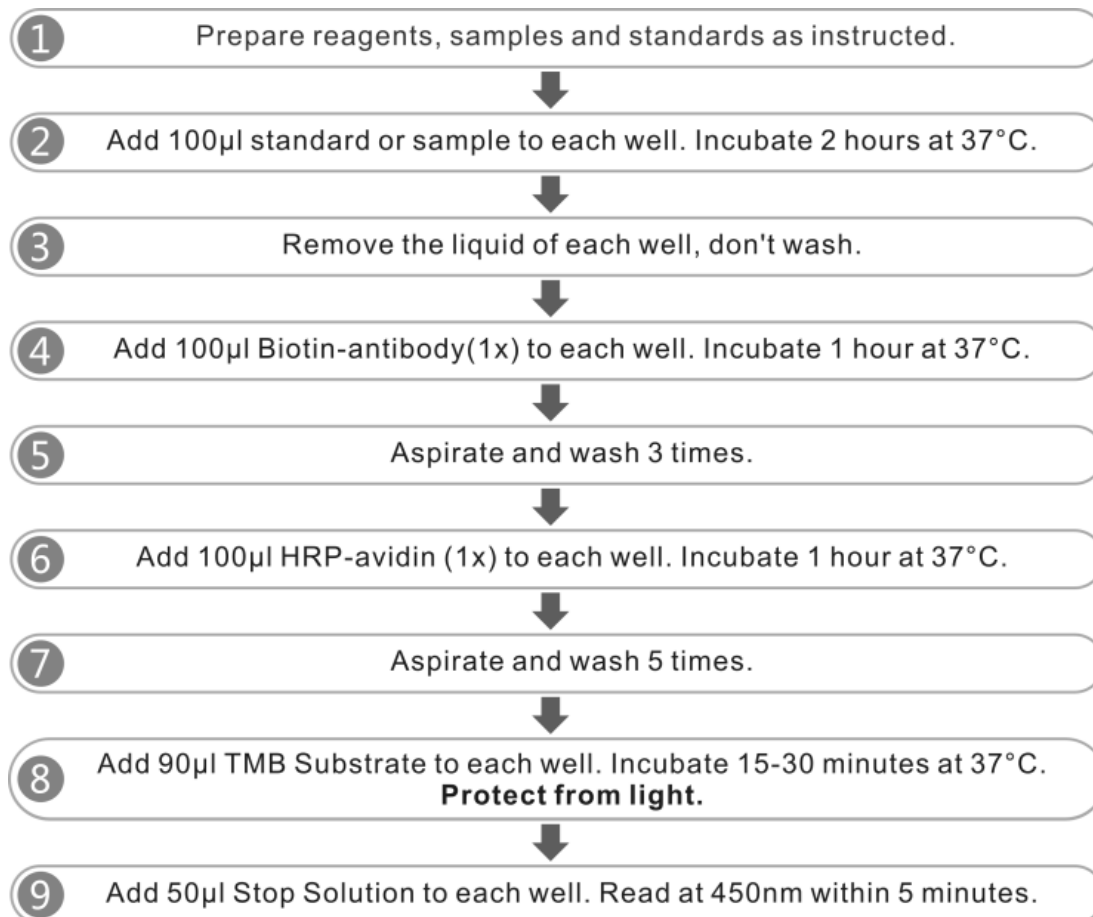 1 Prepare reagents, samples and standards as instructed.
2 Add 100μl standard or sample to each well. Incubate 2 hours at 37°C.
3 Remove the liquid of each well, don't wash.
4 Add 100μl Biotin-antibody(1x) to each well. Incubate 1 hour at 37°C.
5 Aspirate and wash 3 times.
6 Add 100μl HRP-avidin (1x) to each well. Incubate 1 hour at 37°C.
7 Aspirate and wash 5 times.
8 Add 90μl TMB Substrate to each well. Incubate 15-30 minutes at 37°C.
Protect from light.
9 Add 50μl Stop Solution to each well. Read at 450nm within 5 minutes.